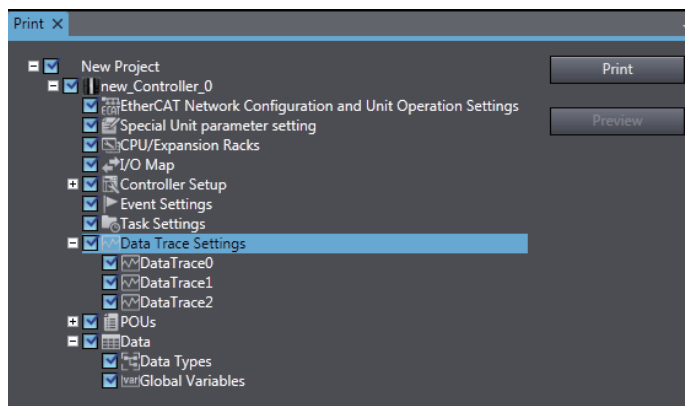 Print
New Project
Print
new_Controller_0
EtherCAT Network Configuration and Unit Operation Settings
Special Unit parameter setting
Preview
CPU/Expansion Racks
I/O Map
Controller Setup
Event Settings
Task Settings
Data Trace Settings
DataTrace0
DataTrace1
DataTrace2
POUs
Data
Data Types
Global Variables